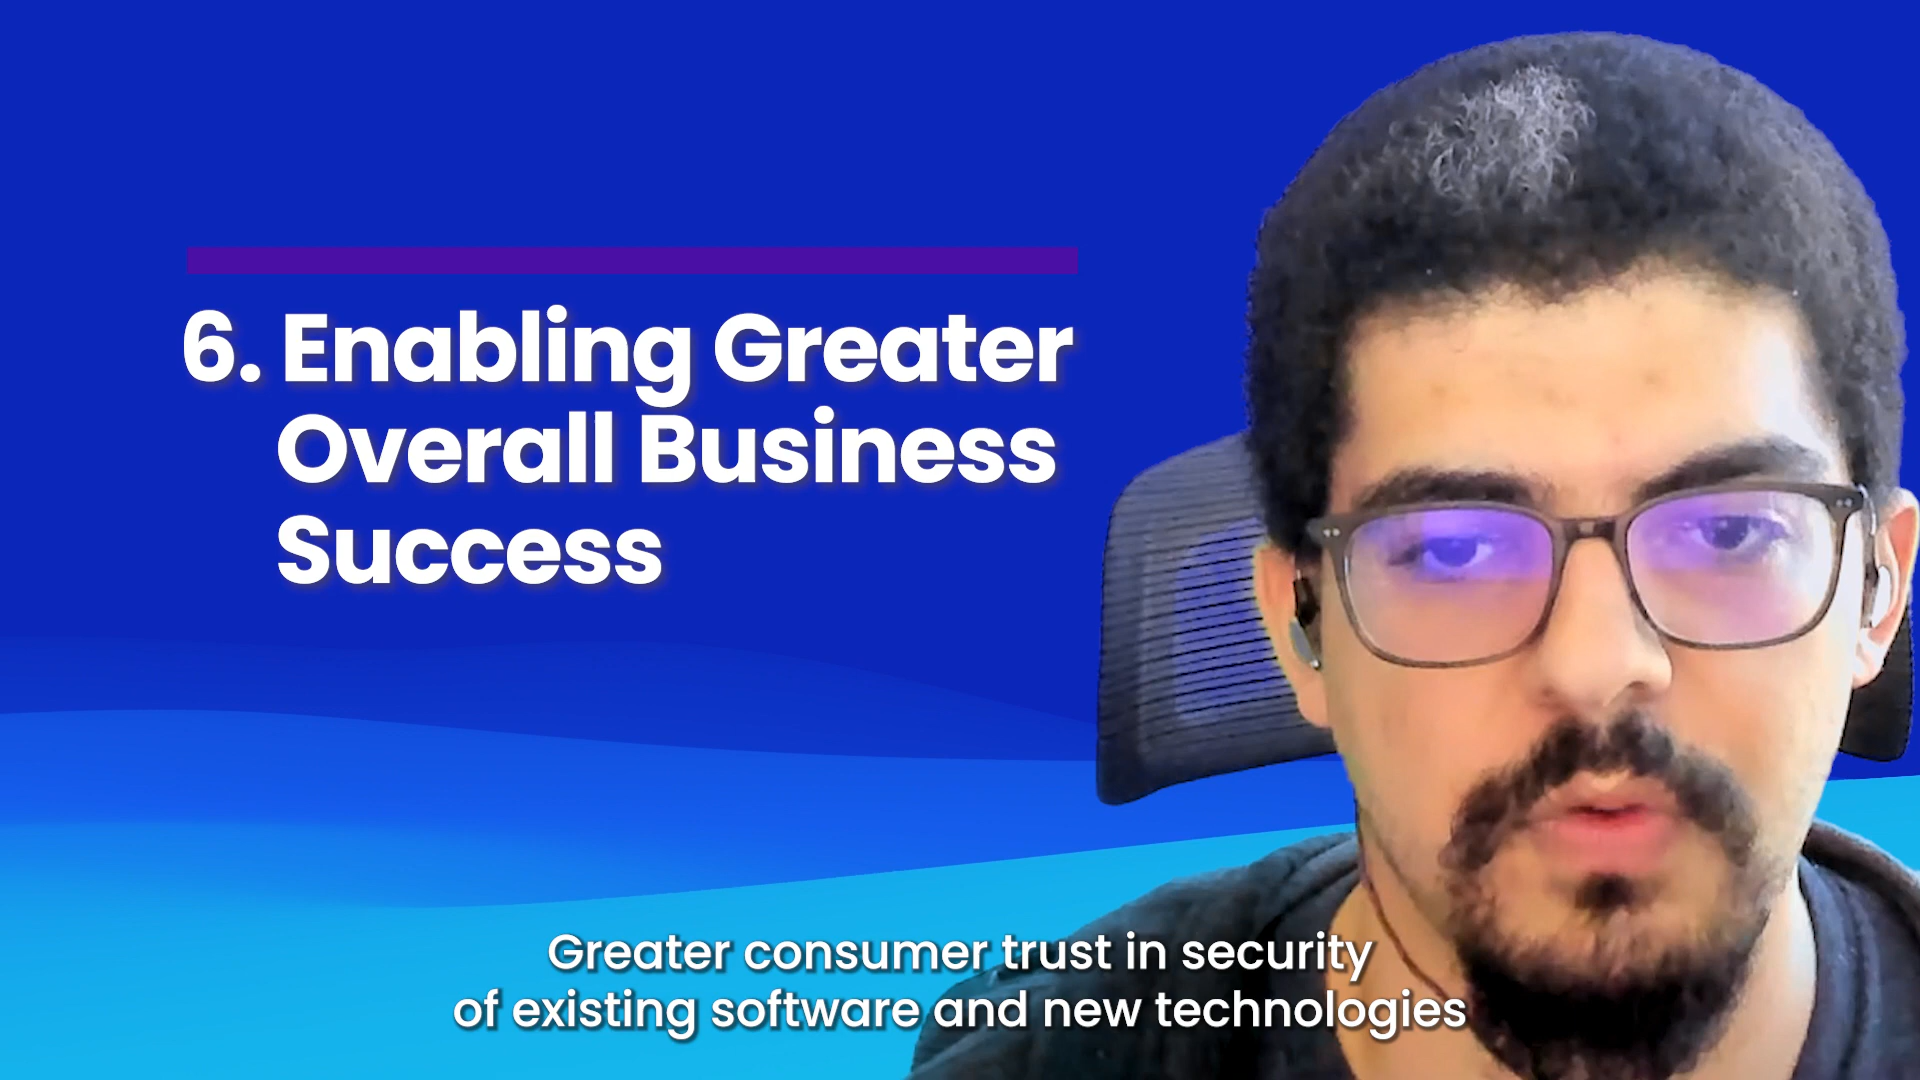 6. Enabling Greater
Overall Business
Success
Greater consumer trust in security
of existing software and new technologies